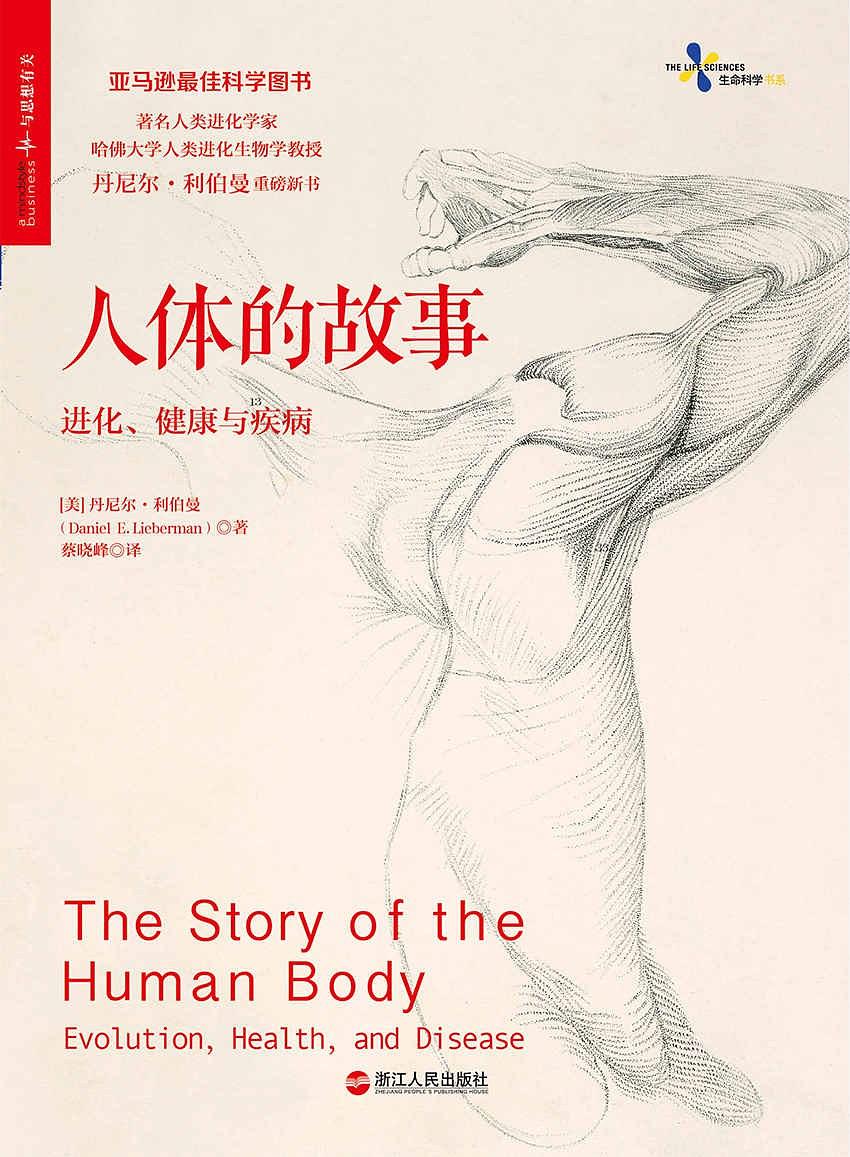 与思想有关
a mindstyle
business
THE LIFE SCIENCES
生命科学书系
亚马逊最佳科学图书
著名人类进化学家
哈佛大学人类进化生物学教授
丹尼尔·利伯曼 重磅新书
人体的故事
13
进化、健康与疾病
[美] 丹尼尔·利伯曼
(Daniel E. Lieberman) ◎著
蔡晓峰◎译
33
The Story of the
Human Body
Evolution, Health, and Disease
浙江人民出版社
ZHEJIANG PEOPLE'S PUBLISHING HOUSE